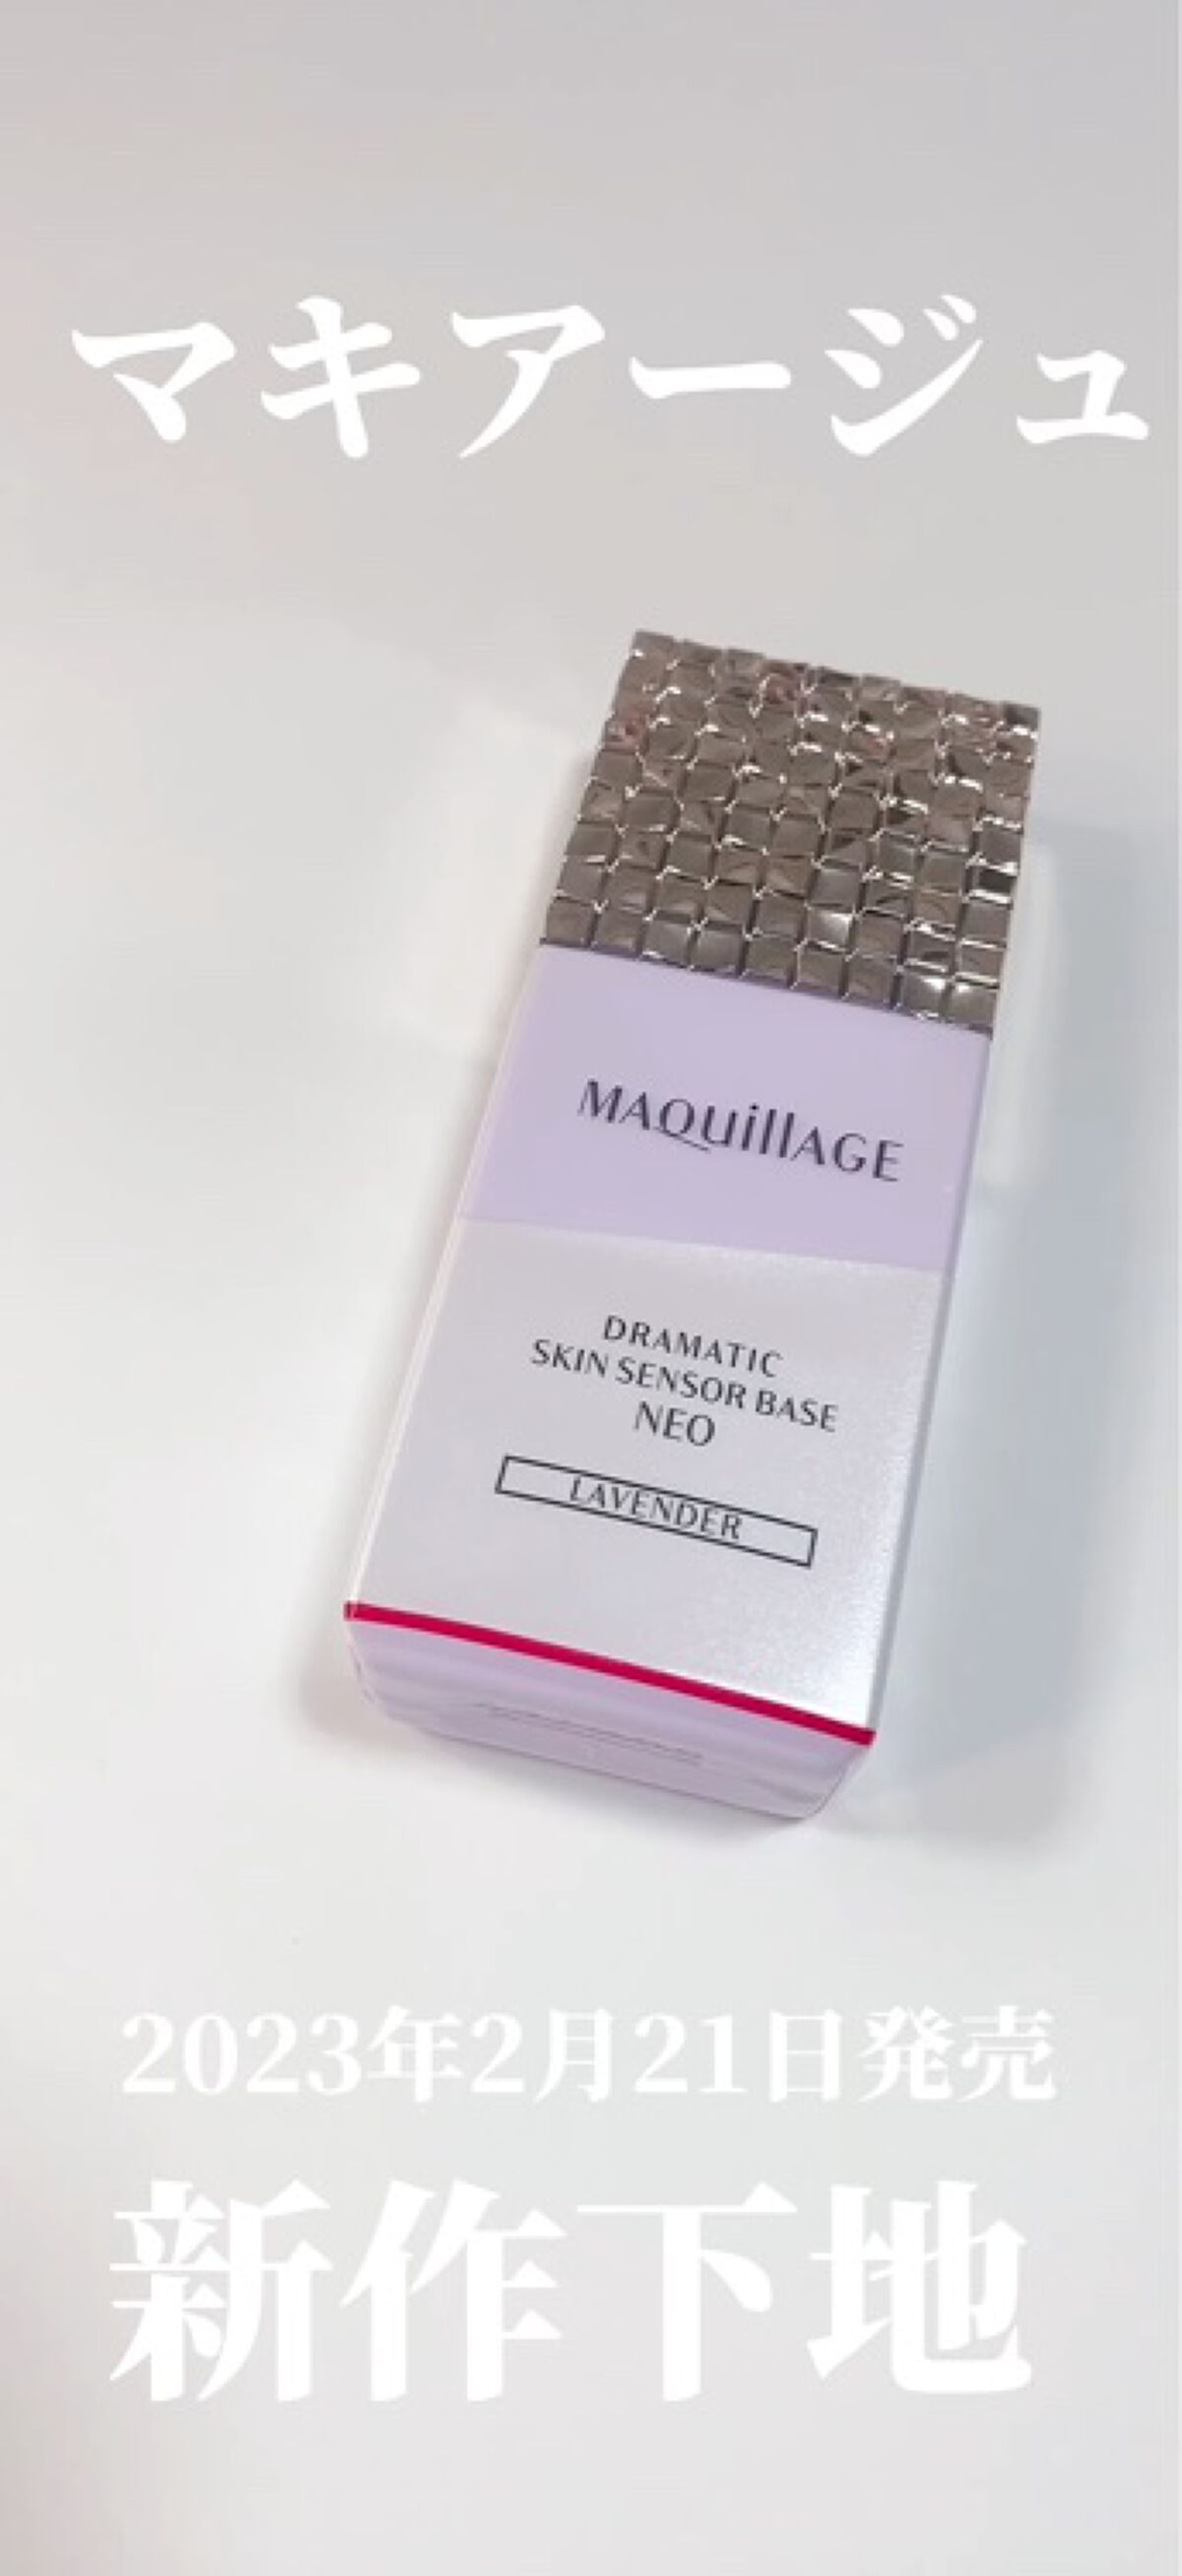 マキアージュ
MAQuillAGE
DRAMATIC
SKIN SENSOR BASE
NEO
LAVENDER
2023年2月21日発売
新作下地